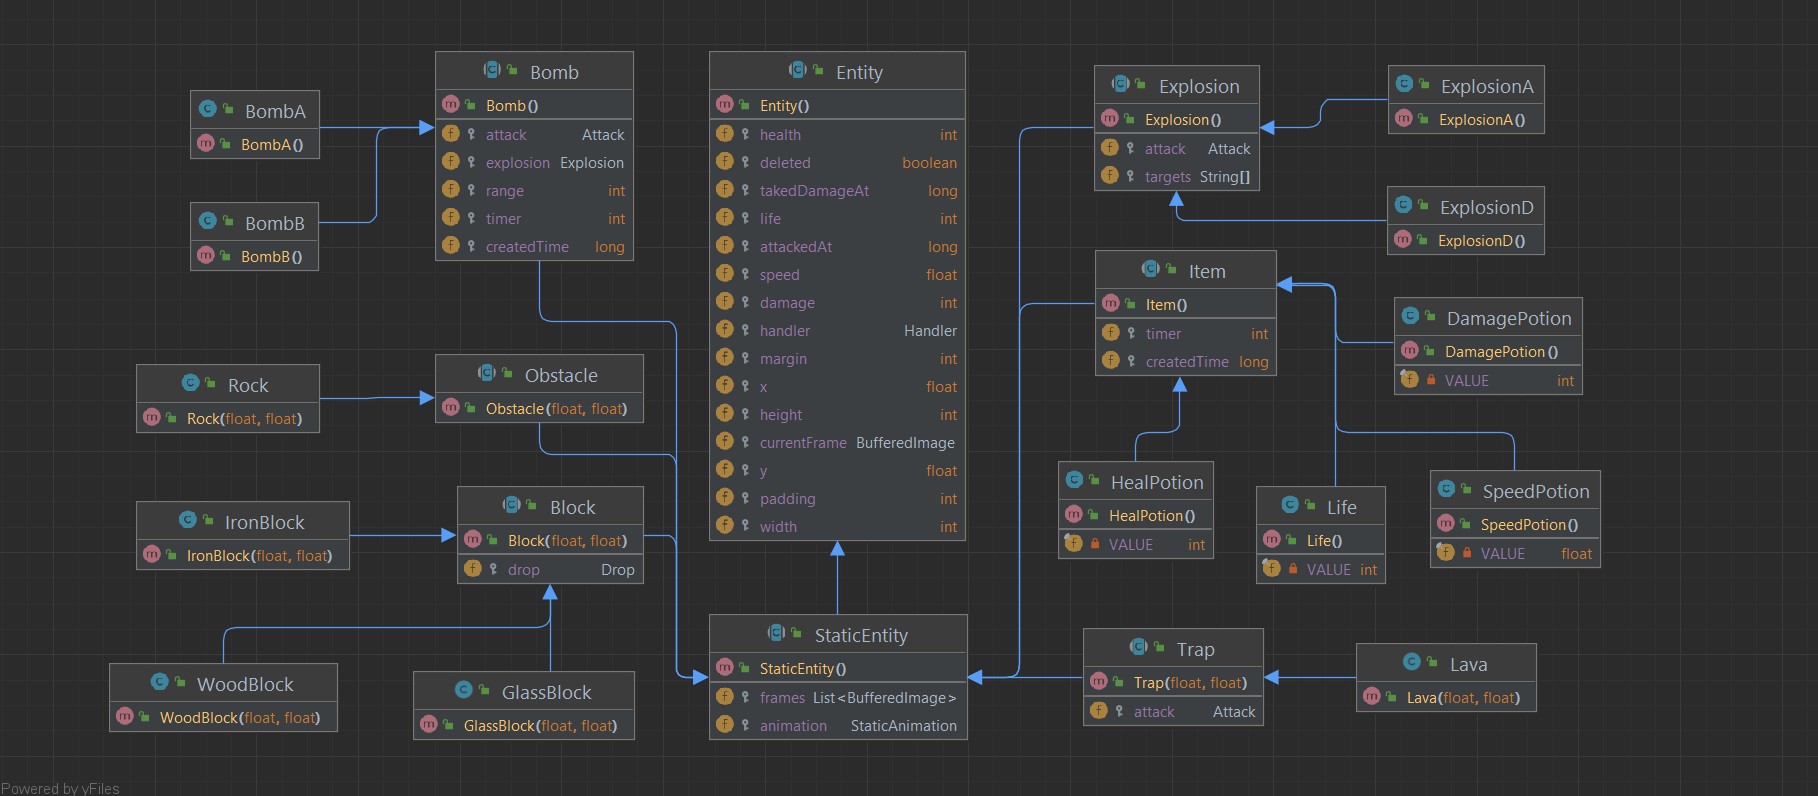 BombA
BombA()
BombB
BombB()
Bomb
Bomb()
attack Attack
explosion Explosion
range int
timer int
createdTime long
Rock
Rock(float, float)
Obstacle
Obstacle(float, float)
IronBlock
IronBlock(float, float)
Block
Block(float, float)
drop Drop
WoodBlock
WoodBlock(float, float)
GlassBlock
GlassBlock(float, float)
Entity
Entity()
health int
deleted boolean
takedDamageAt long
life int
attackedAt long
speed float
damage int
handler Handler
margin int
x float
height int
currentFrame BufferedImage
y float
padding int
width int
StaticEntity
StaticEntity()
frames List<BufferedImage>
animation StaticAnimation
Explosion
Explosion()
attack Attack
targets String[]
ExplosionA
ExplosionA()
ExplosionD
ExplosionD()
Item
Item()
timer int
createdTime long
DamagePotion
DamagePotion()
VALUE int
HealPotion
HealPotion()
VALUE int
Life
Life()
VALUE int
SpeedPotion
SpeedPotion()
VALUE float
Trap
Trap(float, float)
attack Attack
Lava
Lava(float, float)
Powered by yFiles